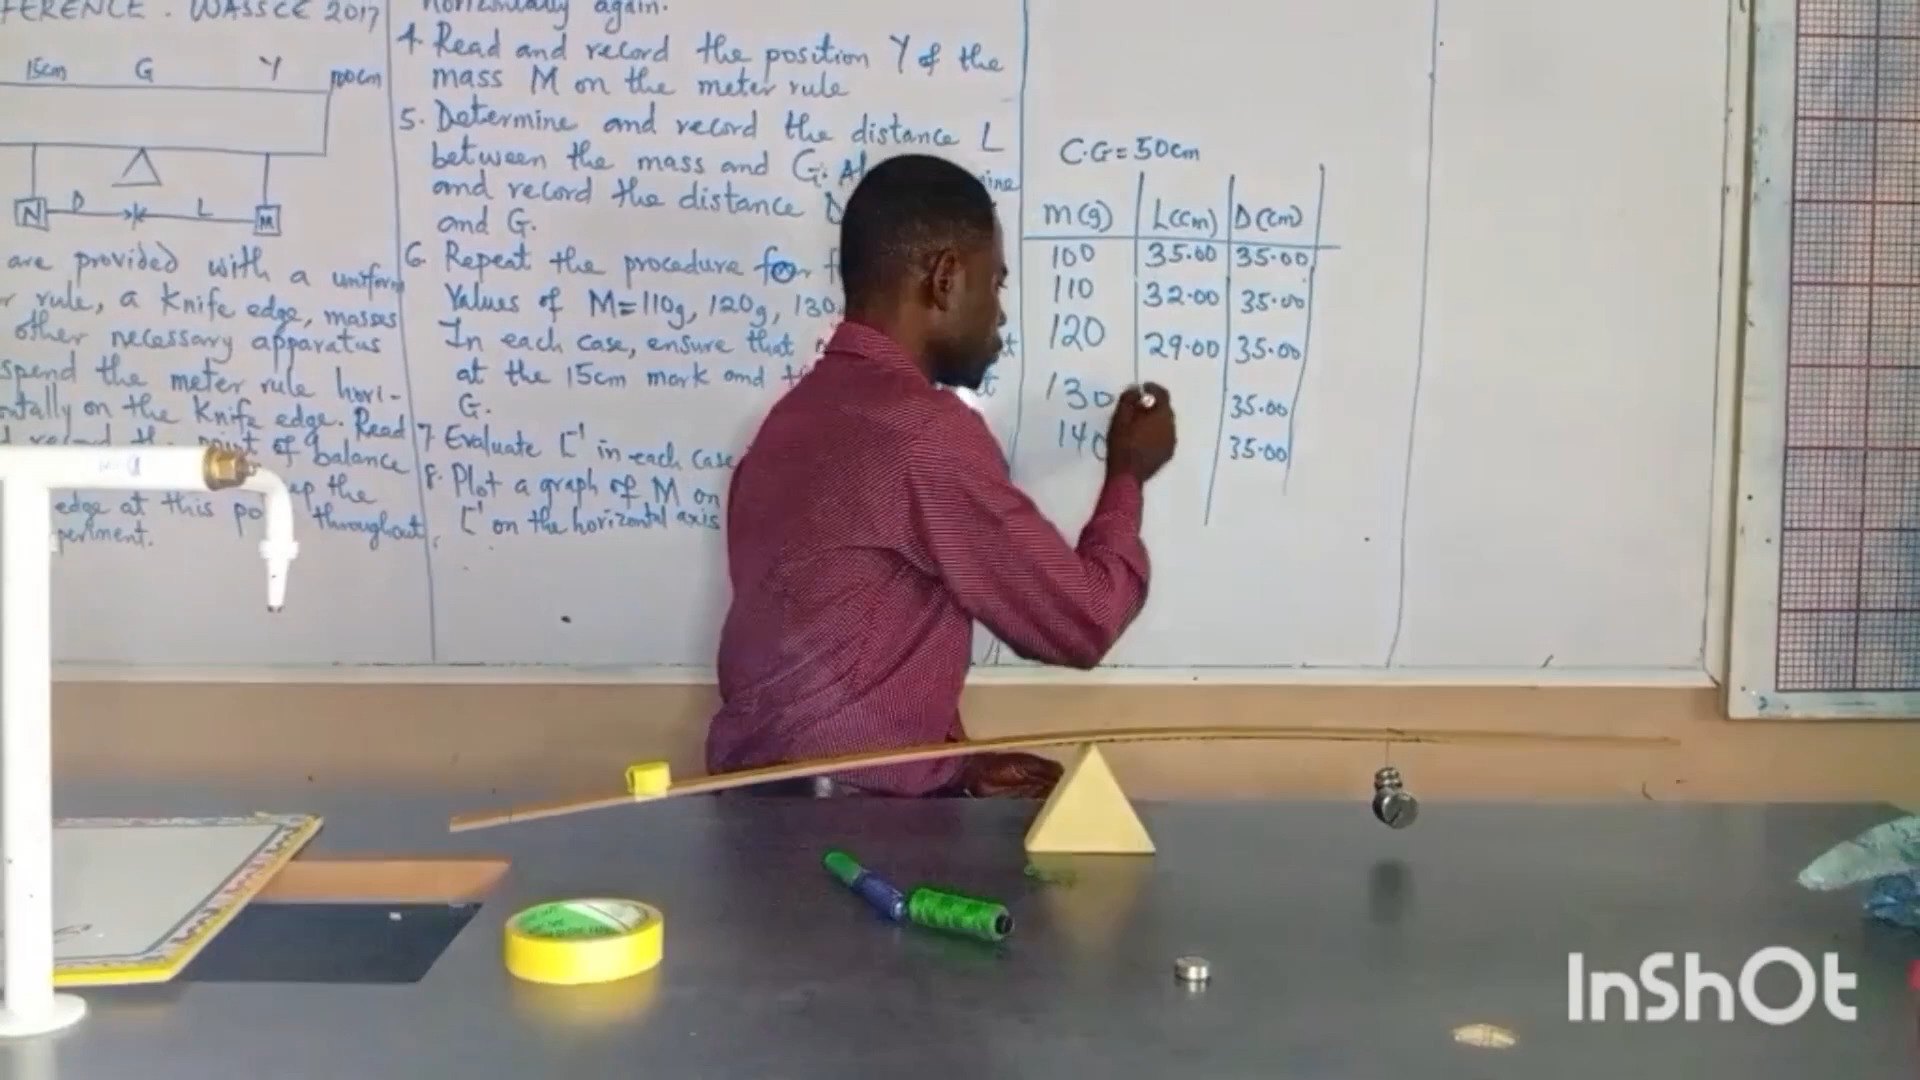 FERENCE. WASSCE 2017
15cm G Y 100cm
N D L M
are provided with a uniform
rule, a Knife edge, masses
other necessary apparatus
spend the meter rule hori-
ntally on the Knife edge. Read
point of balance
edge at this throughout
periment.
horizontally again.
4. Read and record the position Y of the
mass M on the meter rule
5. Determine and record the distance L
between the mass and G.
and record the distance D
and G.
6. Repeat the procedure for
Values of M=110g, 120g, 130
In each case, ensure that
at the 15cm mark and
G.
7. Evaluate L⁻¹ in each case
8. Plot a graph of M on
L⁻¹ on the horizontal axis
C.G = 50cm
m(g) L(cm) D(cm)
100 35.00 35.00
110 32.00 35.00
120 29.00 35.00
130 35.00
140 35.00
InShOt